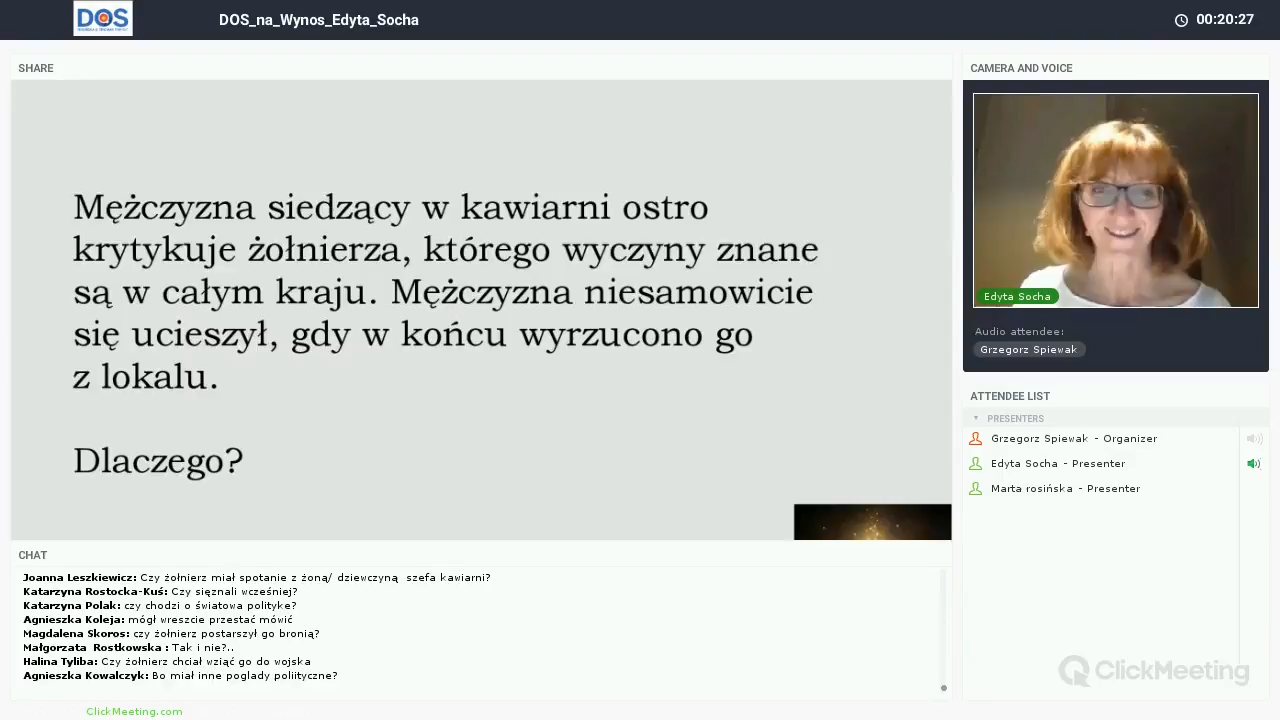 DOS
DOS_na_Wynos_Edyta_Socha
00:20:27
SHARE
Mężczyzna siedzący w kawiarni ostro
krytykuje żołnierza, którego wyczyny znane
są w całym kraju. Mężczyzna niesamowicie
się ucieszył, gdy w końcu wyrzucono go
z lokalu.
Dlaczego?
CHAT
Joanna Leszkiewicz: Czy żołnierz miał spotanie z żoną/ dziewczyną szefa kawiarni?
Katarzyna Rostocka-Kuś: Czy sięznali wcześniej?
Katarzyna Polak: czy chodzi o światowa polityke?
Agnieszka Koleja: mógł wreszcie przestać mówić
Magdalena Skoros: czy żołnierz postarszył go bronią?
Małgorzata Rostkowska : Tak i nie?..
Halina Tyliba: Czy żołnierz chciał wziąć go do wojska
Agnieszka Kowalczyk: Bo miał inne poglady poliityczne?
ClickMeeting.com
CAMERA AND VOICE
Edyta Socha
Audio attendee:
Grzegorz Spiewak
ATTENDEE LIST
PRESENTERS
Grzegorz Spiewak - Organizer
Edyta Socha - Presenter
Marta rosińska - Presenter
ClickMeeting